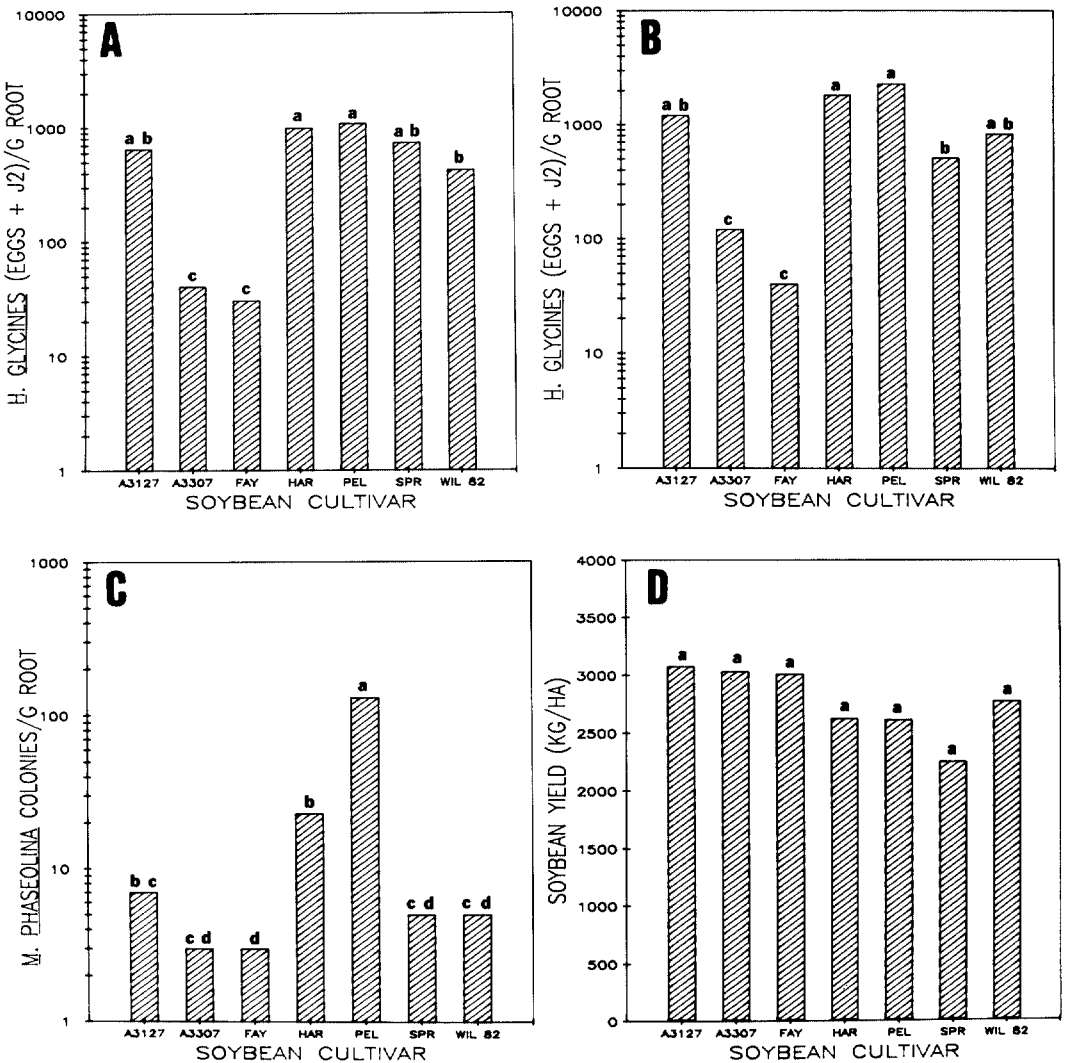 A
H. GLYCINES (EGGS + J2)/G ROOT
10000
1000
100
10
1
a b
c
c
a
a
a b
b
A3127 A3307 FAY HAR PEL SPR WIL 82
SOYBEAN CULTIVAR
B
H. GLYCINES (EGGS + J2)/G ROOT
10000
1000
100
10
1
a b
c
c
a
a
b
a b
A3127 A3307 FAY HAR PEL SPR WIL 82
SOYBEAN CULTIVAR
C
M. PHASEOLINA COLONIES/G ROOT
1000
100
10
1
b c
c d
d
b
a
c d
c d
A3127 A3307 FAY HAR PEL SPR WIL 82
SOYBEAN CULTIVAR
D
SOYBEAN YIELD (KG/HA)
4000
3500
3000
2500
2000
1500
1000
500
0
a
a
a
a
a
a
a
A3127 A3307 FAY HAR PEL SPR WIL 82
SOYBEAN CULTIVAR